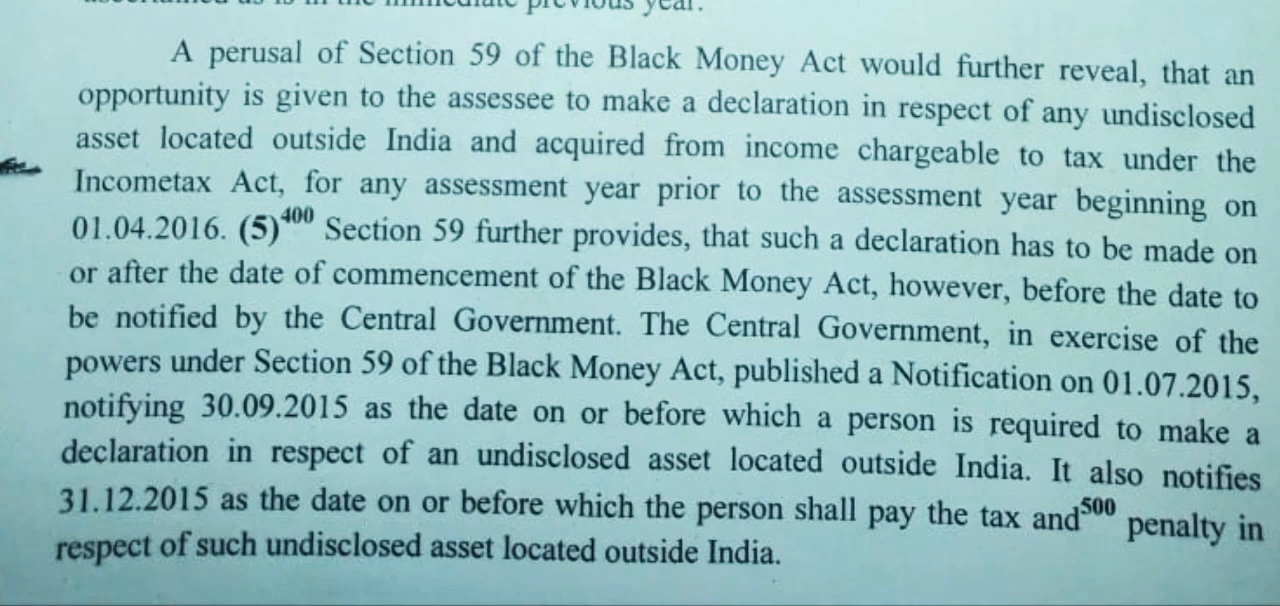 previous year.
A perusal of Section 59 of the Black Money Act would further reveal, that an
opportunity is given to the assessee to make a declaration in respect of any undisclosed
asset located outside India and acquired from income chargeable to tax under the
Incometax Act, for any assessment year prior to the assessment year beginning on
01.04.2016. (5)400 Section 59 further provides, that such a declaration has to be made on
or after the date of commencement of the Black Money Act, however, before the date to
be notified by the Central Government. The Central Government, in exercise of the
powers under Section 59 of the Black Money Act, published a Notification on 01.07.2015,
notifying 30.09.2015 as the date on or before which a person is required to make a
declaration in respect of an undisclosed asset located outside India. It also notifies
31.12.2015 as the date on or before which the person shall pay the tax and500 penalty in
respect of such undisclosed asset located outside India.